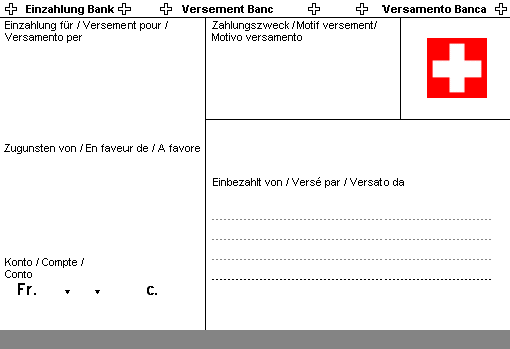 Einzahlung Bank Versement Banc Versamento Banca
Einzahlung für / Versement pour /
Versamento per
Zahlungszweck / Motif versement/
Motivo versamento
Zugunsten von / En faveur de / A favore
Einbezahlt von / Versé par / Versato da
Konto / Compte /
Conto
Fr. c.